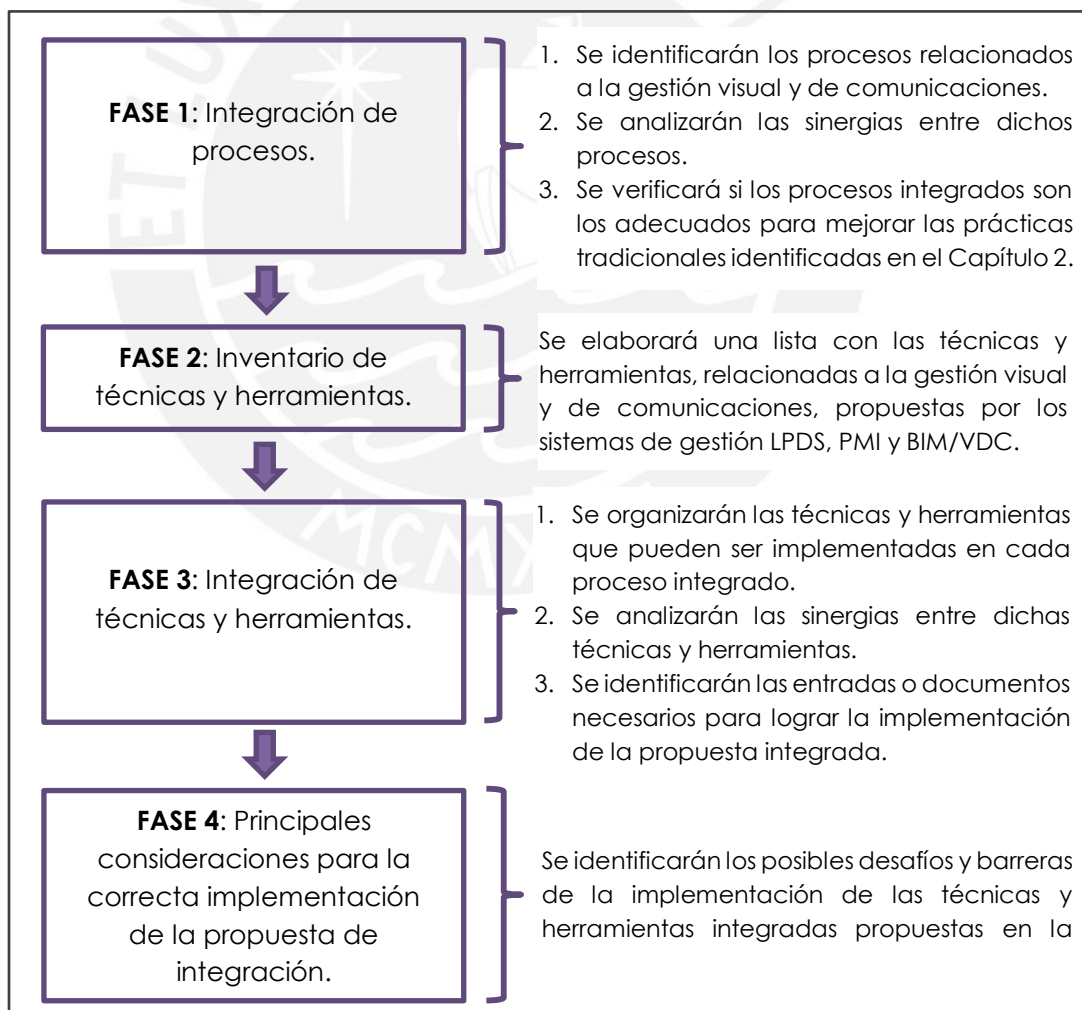 FASE 1: Integración de
procesos.
1. Se identificarán los procesos relacionados
a la gestión visual y de comunicaciones.
2. Se analizarán las sinergias entre dichos
procesos.
3. Se verificará si los procesos integrados son
los adecuados para mejorar las prácticas
tradicionales identificadas en el Capítulo 2.
FASE 2: Inventario de
técnicas y herramientas.
Se elaborará una lista con las técnicas y
herramientas, relacionadas a la gestión visual
y de comunicaciones, propuestas por los
sistemas de gestión LPDS, PMI y BIM/VDC.
FASE 3: Integración de
técnicas y herramientas.
1. Se organizarán las técnicas y herramientas
que pueden ser implementadas en cada
proceso integrado.
2. Se analizarán las sinergias entre dichas
técnicas y herramientas.
3. Se identificarán las entradas o documentos
necesarios para lograr la implementación
de la propuesta integrada.
FASE 4: Principales
consideraciones para la
correcta implementación
de la propuesta de
integración.
Se identificarán los posibles desafíos y barreras
de la implementación de las técnicas y
herramientas integradas propuestas en la